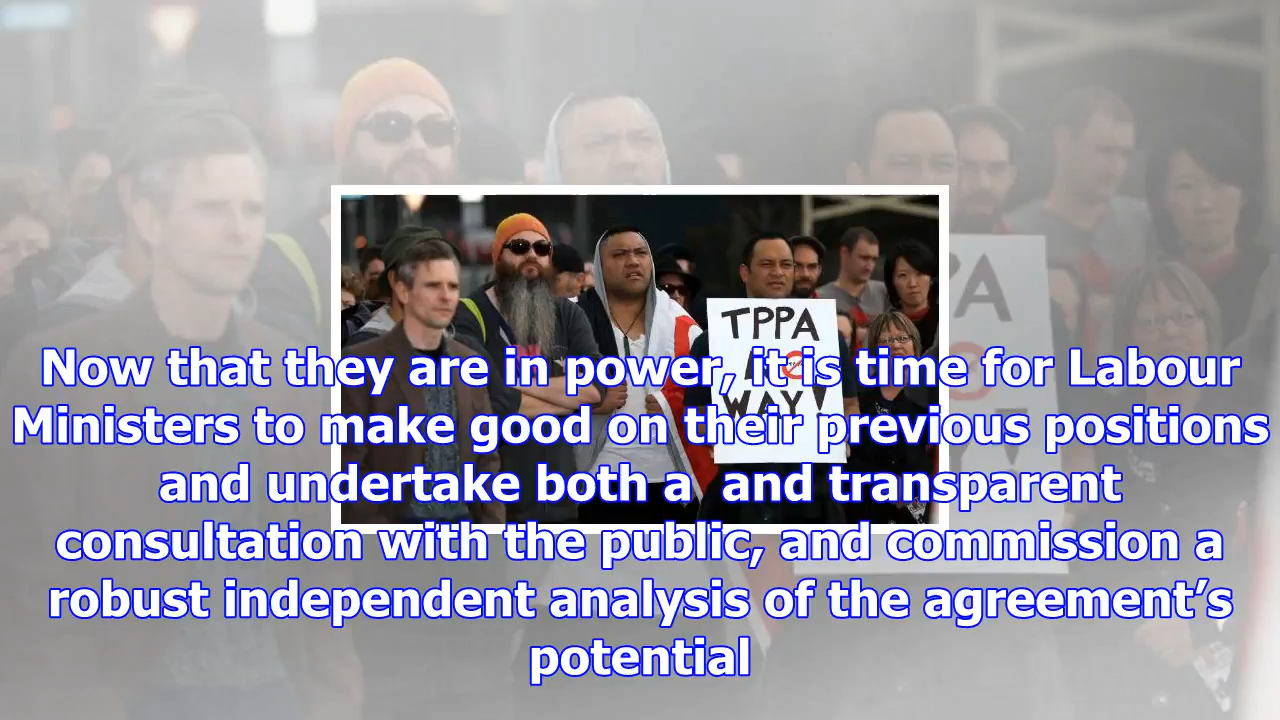 TPPA
WAY!
Now that they are in power, it is time for Labour
Ministers to make good on their previous positions
and undertake both a  and transparent
consultation with the public, and commission a
robust independent analysis of the agreement’s
potential